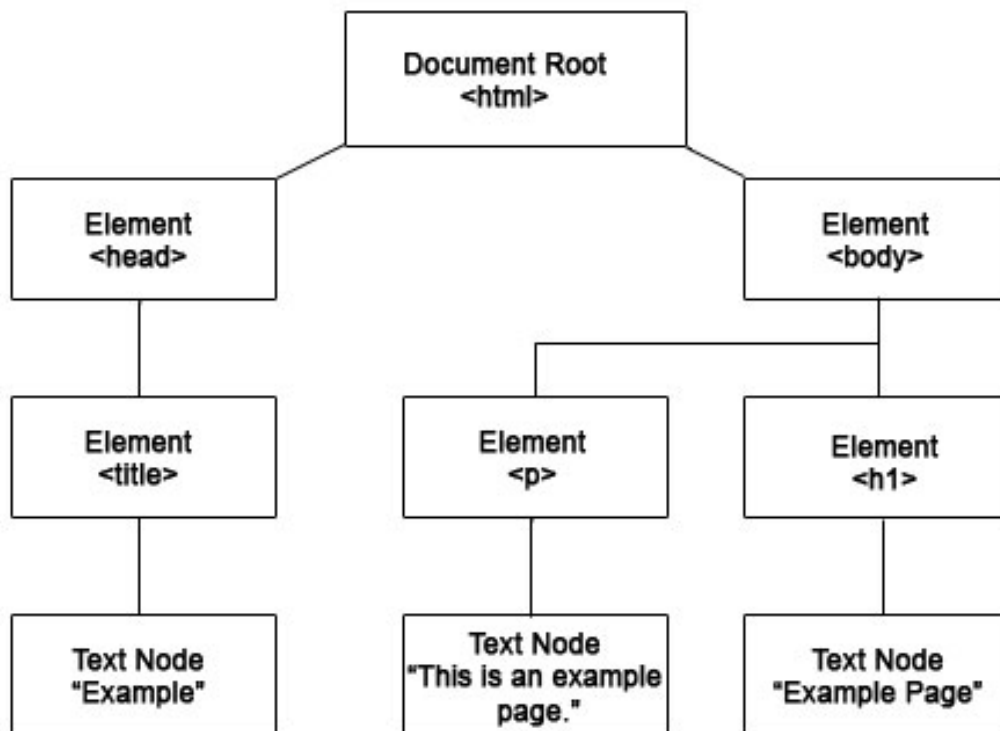 Document Root
<html>
Element
<head>
Element
<body>
Element
<title>
Element
<p>
Element
<h1>
Text Node
“Example”
Text Node
“This is an example
page.”
Text Node
“Example Page”